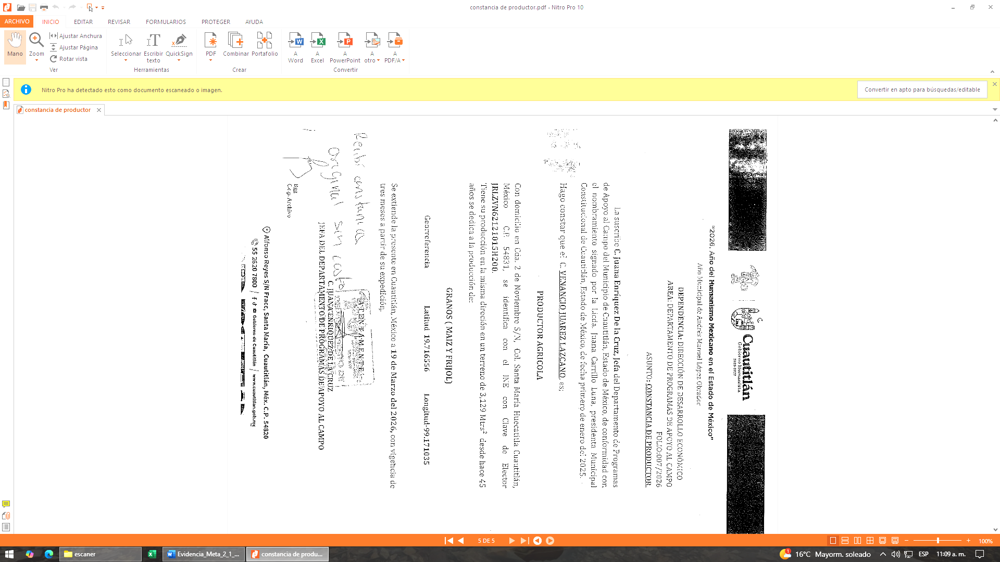 constancia de productor.pdf - Nitro Pro 10
ARCHIVO
INICIO
EDITAR
REVISAR
FORMULARIOS
PROTEGER
AYUDA
Mano
Zoom
Ajustar Anchura
Ajustar Página
Rotar vista
Ver
Seleccionar
Escribir
texto
QuickSign
Herramientas
PDF
Combinar
Portafolio
Crear
A
Word
A
Excel
A
PowerPoint
A
otro
A
PDF/A
Convertir
Nitro Pro ha detectado esto como documento escaneado o imagen.
Convertir en apto para búsquedas/editable
constancia de productor
Cuautitlán
Gobierno Humanista
2025-2027
"2026. Año del Humanismo Mexicano en el Estado de México"
Año Municipal de Andrés Manuel López Obrador
DEPENDENCIA: DIRECCIÓN DE DESARROLLO ECONÓMICO
AREA: DEPARTAMENTO DE PROGRAMAS DE APOYO AL CAMPO
FOLIO:007/2026
ASUNTO: CONSTANCIA DE PRODUCTOR
La suscribe C. Juana Enríquez De la Cruz, Jefa del Departamento de Programas
de Apoyo al Campo del Municipio de Cuautitlán, Estado de México, de conformidad con
el nombramiento signado por la Licda. Juana Carrillo Luna, presidenta Municipal
Constitucional de Cuautitlán, Estado de México, de fecha primero de enero del 2025.
Hago constar que el C. VENANCIO JUAREZ LAZCANO es;
PRODUCTOR AGRICOLA
Con domicilio en Cda. 2 de Noviembre S/N, Col. Santa María Huecatitla Cuautitlán,
México C.P. 54831, se identifica con el INE con Clave de Elector
JRLZVN62121015H200.
Tiene su producción en la misma direción en un terreno de 3,129 Mtrs² desde hace 45
años se dedica a la producción de:
GRANOS ( MAIZ Y FRIJOL)
Georreferencia Latitud 19.716556 Longitud-99.171035
Se extiende la presente en Cuautitlán, México a 19 de Marzo del 2026, con vigencia de
tres meses a partir de su expedición.
Recibi constancia
original sin costo
A T E N T A M E N T E
C. JUANA ENRIQUEZ DE LA CRUZ
JEFA DEL DEPARTAMENTO DE PROGRAMAS DE APOYO AL CAMPO
Bgg
C.c.p. Archivo
Alfonso Reyes S/N Fracc, Santa María, Cuautitlán, Méx. C.P. 54820
55 2620 7800 / Gobierno de Cuautitlán / www.cuautitlan.gob.mx
5 DE 5
100%
escaner
Evidencia_Meta_2_1_...
constancia de produ...
1
16°C Mayorm. soleado
ESP
11:09 a. m.